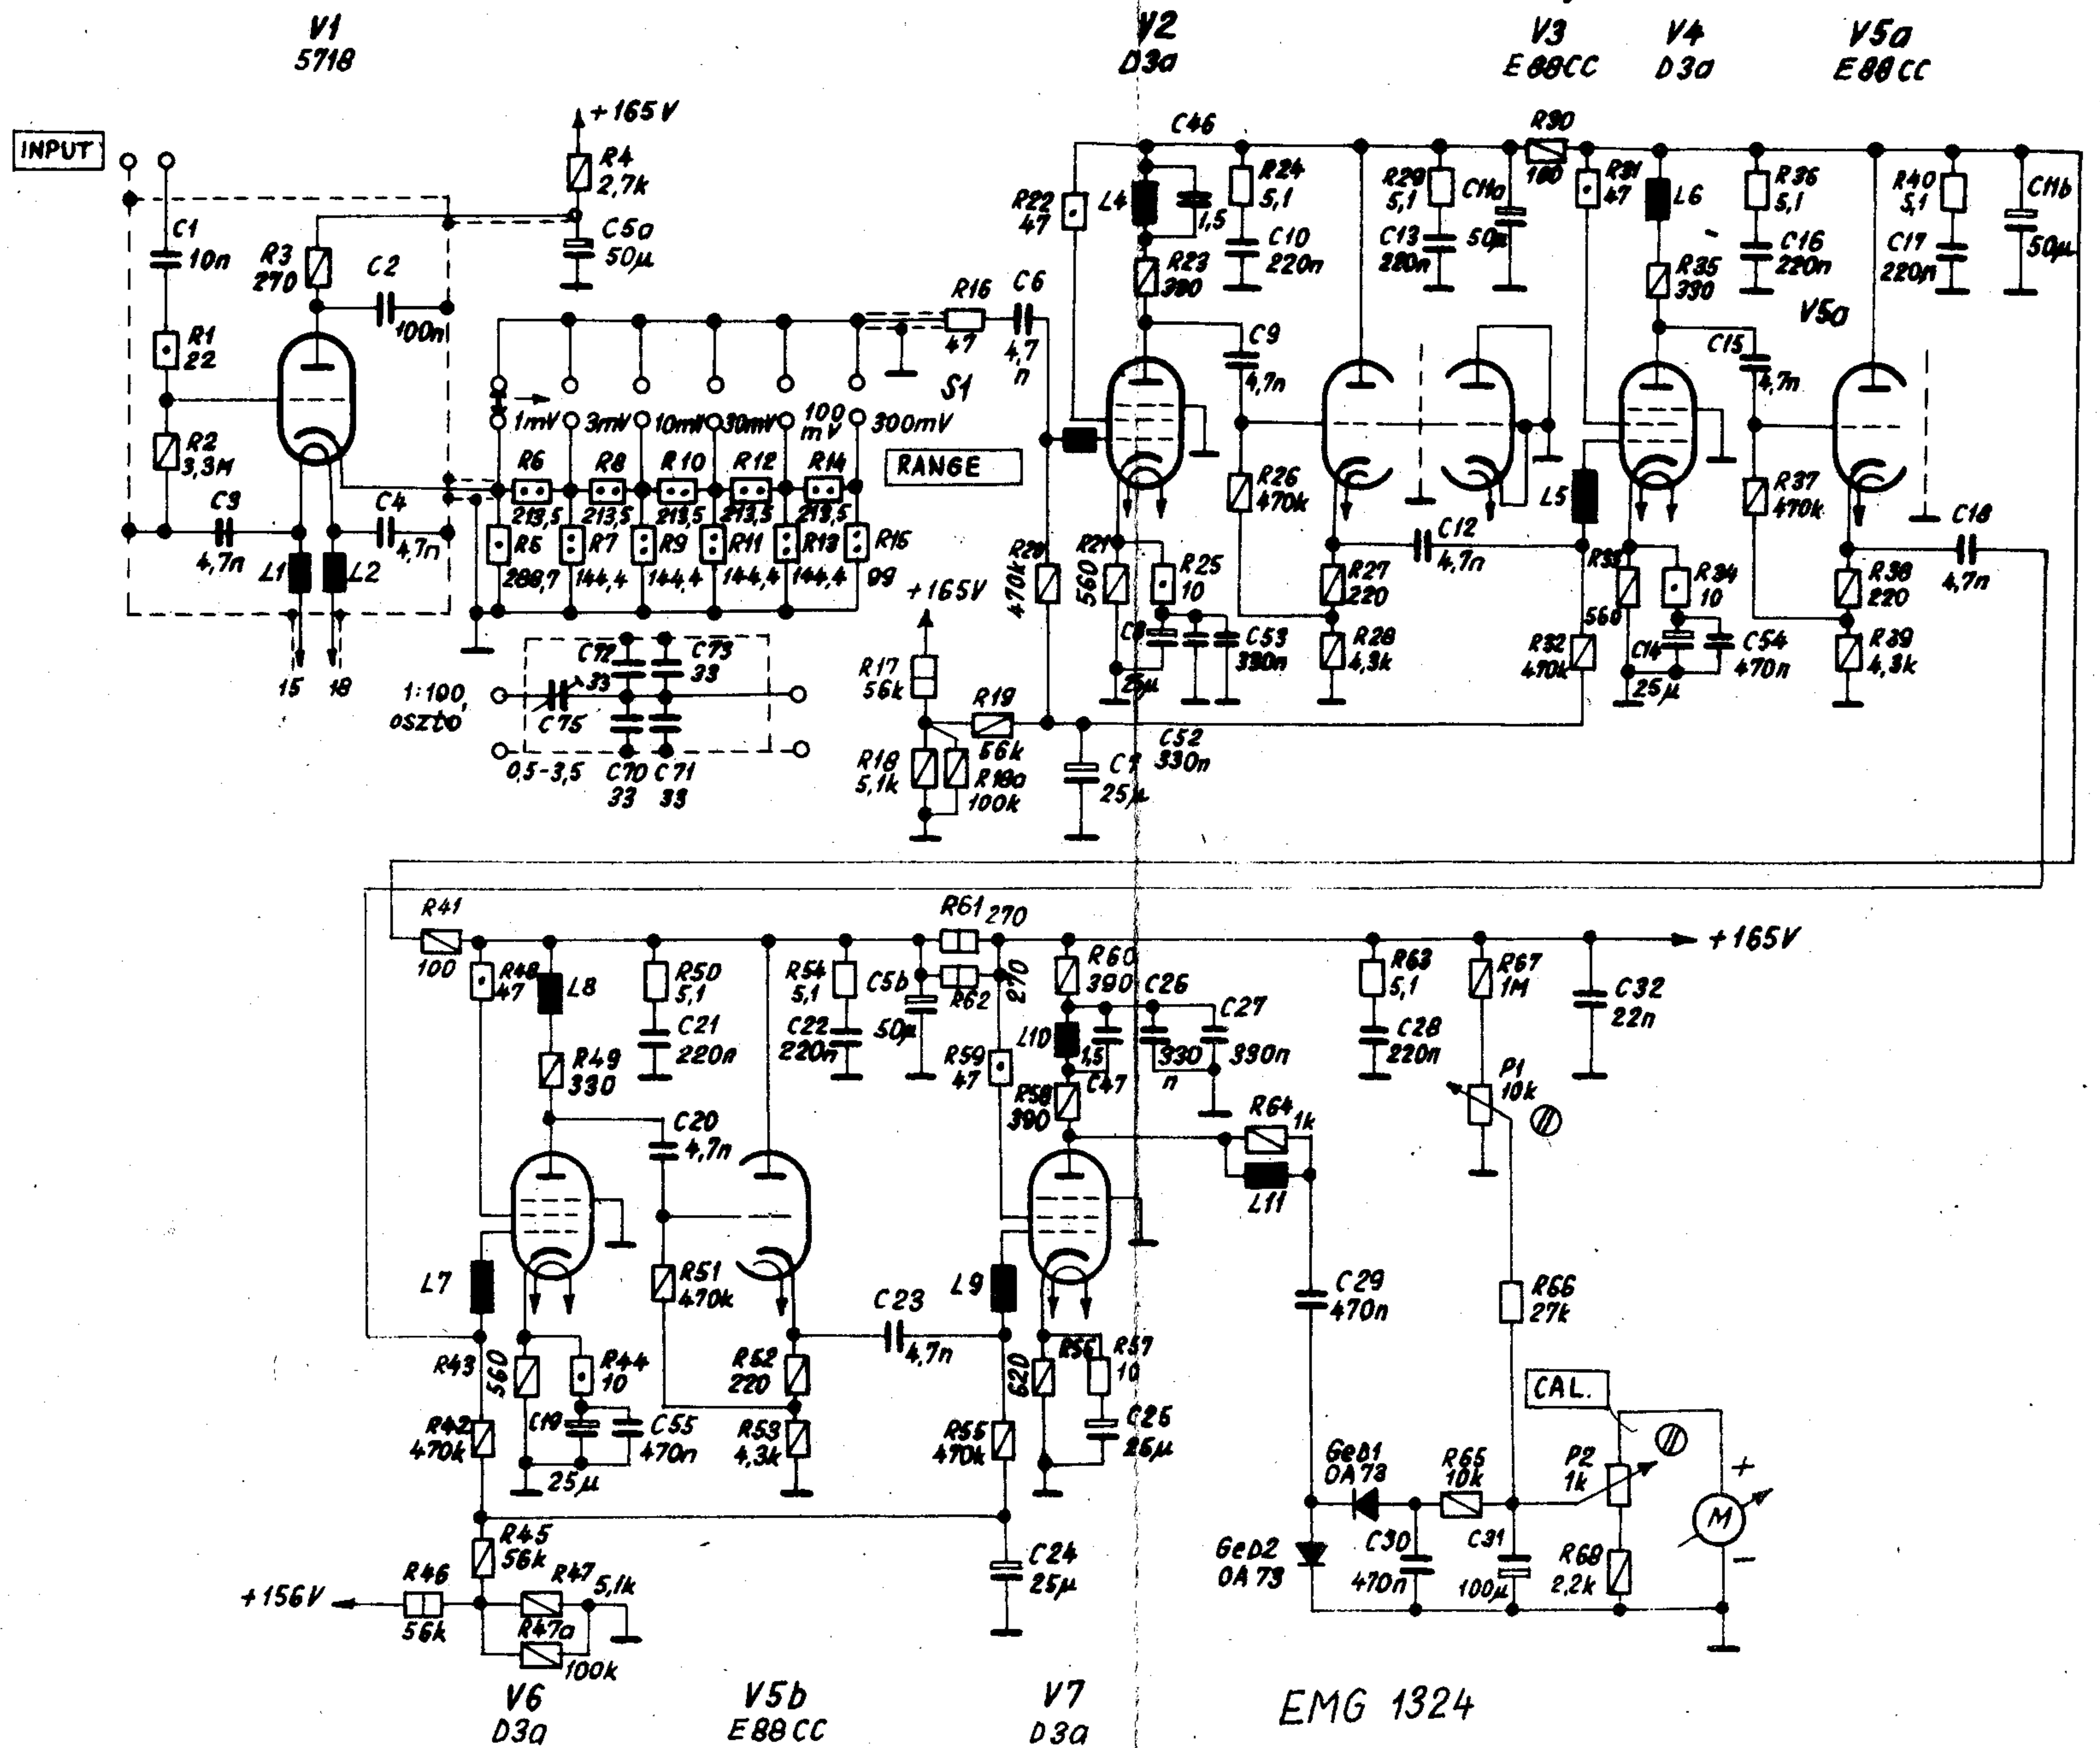 V1
5718
V2
D3a
V3
E88CC
V4
D3a
V5a
E88CC
INPUT
+165V
R4
2,7k
C5a
50µ
C1
10n
R3
270
C2
100n
R1
22
R2
3,3M
C3
4,7n
C4
4,7n
L1
L2
15
18
R16
47
C6
4,7
n
S1
1mV
3mV
10mV
30mV
100
mV
300mV
RANGE
R6
213,5
R8
213,5
R10
213,5
R12
213,5
R14
213,5
R5
288,7
R7
144,4
R9
144,4
R11
144,4
R13
144,4
R15
99
1:100,
osztó
C72
33
C73
33
C75
0,5-3,5
C70
33
C71
33
+165V
R17
56k
R19
56k
R18
5,1k
R18a
100k
C7
25µ
C52
330n
R20
470k
R22
47
L4
C46
1,5
R23
390
R24
5,1
C10
220n
C9
4,7n
R21
560
R25
10
C8
25µ
C53
330n
R26
470k
R27
220
R28
4,3k
C12
4,7n
R29
5,1
C13
220n
C11a
50µ
R30
100
R31
47
L6
R35
330
R36
5,1
C16
220n
V5a
C15
4,7n
L5
R32
470k
R33
560
R34
10
C14
25µ
C54
470n
R37
470k
R38
220
R39
4,3k
R40
5,1
C17
220n
C11b
50µ
C18
4,7n
R41
100
R48
47
L8
R49
330
R50
5,1
C21
220n
C20
4,7n
R54
5,1
C22
220n
C5b
50µ
R61
270
R62
270
R59
47
R60
390
L10
1,5
C47
C26
330
n
C27
330n
R58
390
R63
5,1
C28
220n
R67
1M
C32
22n
+165V
P1
10k
R64
1k
L11
L7
R43
560
R44
10
C19
25µ
C55
470n
R42
470k
R51
470k
R52
220
R53
4,3k
C23
4,7n
L9
R56
620
R57
10
C25
25µ
R55
470k
C29
470n
R66
27k
CAL.
GeD1
OA73
R65
10k
P2
1k
M
+
−
GeD2
OA73
C30
470n
C31
100µ
R68
2,2k
R45
56k
R46
56k
+156V
R47
5,1k
R47a
100k
C24
25µ
V6
D3a
V5b
E88CC
V7
D3a
EMG 1324